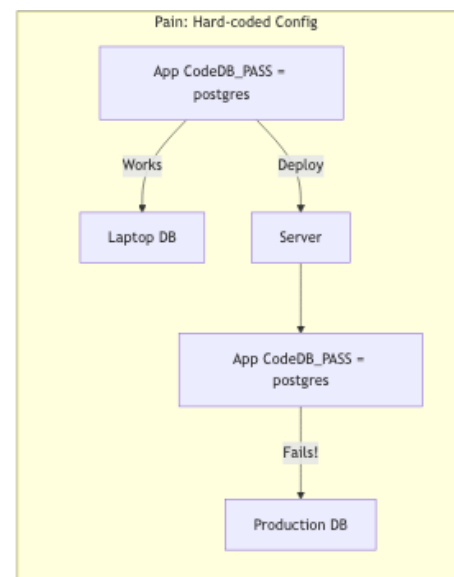 Pain: Hard-coded Config
App CodeDB_PASS =
postgres
Works
Deploy
Laptop DB
Server
App CodeDB_PASS =
postgres
Fails!
Production DB